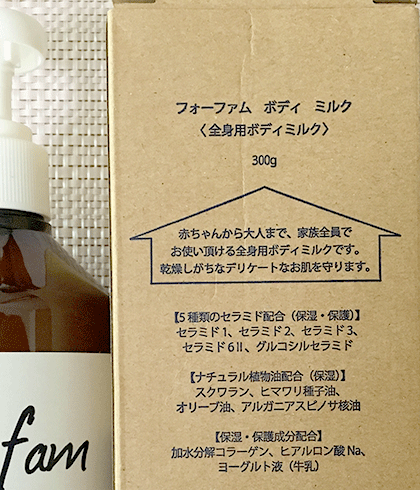 フォーファム ボディ ミルク
〈全身用ボディミルク〉
300g
赤ちゃんから大人まで、家族全員で
お使い頂ける全身用ボディミルクです。
乾燥しがちなデリケートなお肌を守ります。
【5種類のセラミド配合（保湿・保護）】
セラミド1、セラミド2、セラミド3、
セラミド6Ⅱ、グルコシルセラミド
【ナチュラル植物油配合（保湿）】
スクワラン、ヒマワリ種子油、
オリーブ油、アルガニアスピノサ核油
【保湿・保護成分配合】
加水分解コラーゲン、ヒアルロン酸Na、
ヨーグルト液（牛乳）
fam